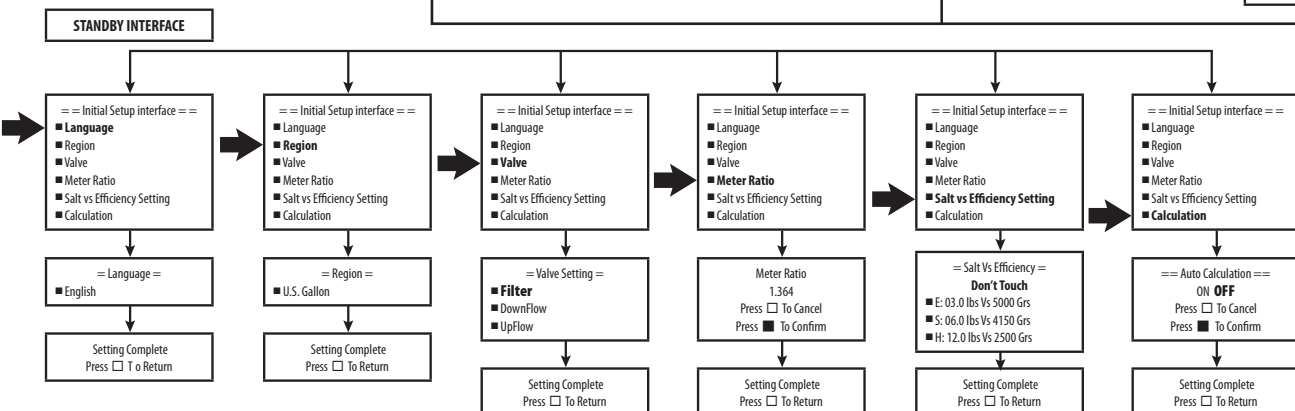 STANDBY INTERFACE
= = Initial Setup interface = =
■ Language
■ Region
■ Valve
■ Meter Ratio
■ Salt vs Efficiency Setting
■ Calculation
= Language =
■ English
Setting Complete
Press □ T o Return
= = Initial Setup interface = =
■ Language
■ Region
■ Valve
■ Meter Ratio
■ Salt vs Efficiency Setting
■ Calculation
= Region =
■ U.S. Gallon
Setting Complete
Press □ To Return
= = Initial Setup interface = =
■ Language
■ Region
■ Valve
■ Meter Ratio
■ Salt vs Efficiency Setting
■ Calculation
= Valve Setting =
■ Filter
■ DownFlow
■ UpFlow
Setting Complete
Press □ To Return
= = Initial Setup interface = =
■ Language
■ Region
■ Valve
■ Meter Ratio
■ Salt vs Efficiency Setting
■ Calculation
Meter Ratio
1.364
Press □ To Cancel
Press ■ To Confirm
Setting Complete
Press □ To Return
= = Initial Setup interface = =
■ Language
■ Region
■ Valve
■ Meter Ratio
■ Salt vs Efficiency Setting
■ Calculation
= Salt Vs Efficiency =
Don't Touch
■ E: 03.0 lbs Vs 5000 Grs
■ S: 06.0 lbs Vs 4150 Grs
■ H: 12.0 lbs Vs 2500 Grs
Setting Complete
Press □ To Return
= = Initial Setup interface = =
■ Language
■ Region
■ Valve
■ Meter Ratio
■ Salt vs Efficiency Setting
■ Calculation
== Auto Calculation ==
ON OFF
Press □ To Cancel
Press ■ To Confirm
Setting Complete
Press □ To Return